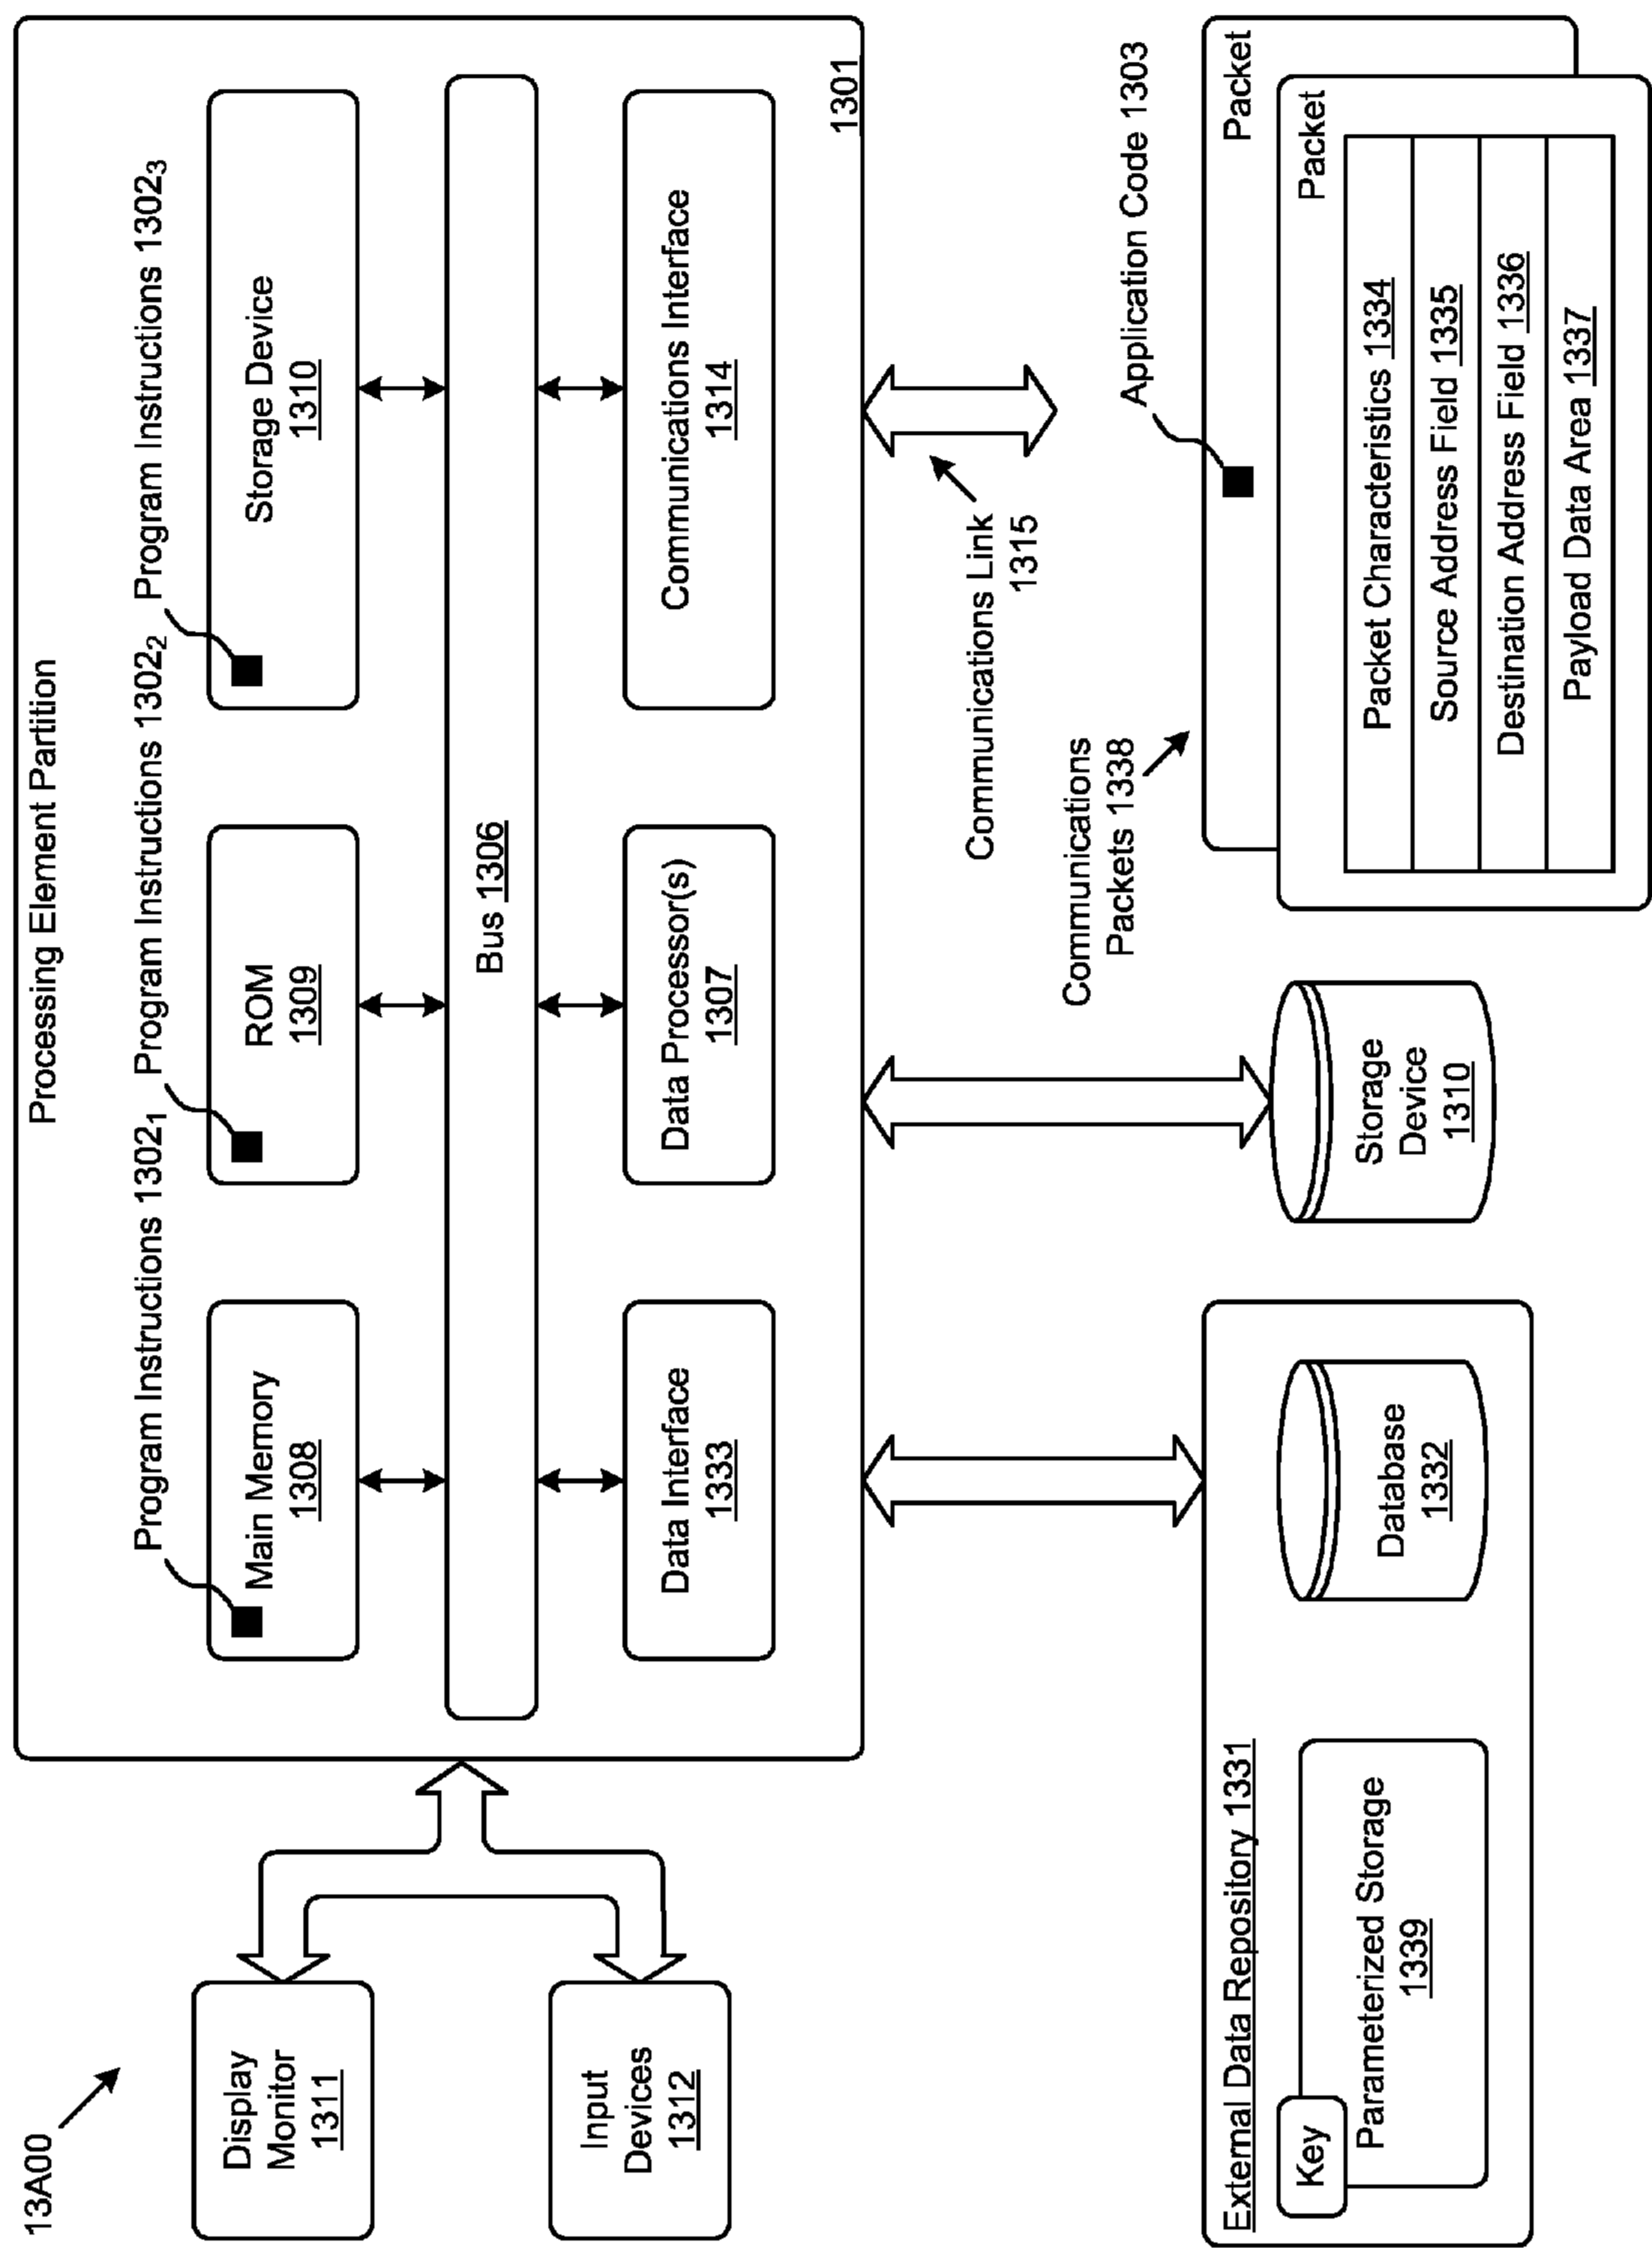 13A00
Processing Element Partition
Program Instructions 1302₁
Program Instructions 1302₂
Program Instructions 1302₃
Display
Monitor
1311
Main Memory
1308
ROM
1309
Storage Device
1310
Bus 1306
Input
Devices
1312
Data Interface
1333
Data Processor(s)
1307
Communications Interface
1314
1301
Communications Link
1315
Communications
Packets 1338
Application Code 1303
External Data Repository 1331
Key
Parameterized Storage
1339
Database
1332
Storage
Device
1310
Packet
Packet
Packet Characteristics 1334
Source Address Field 1335
Destination Address Field 1336
Payload Data Area 1337